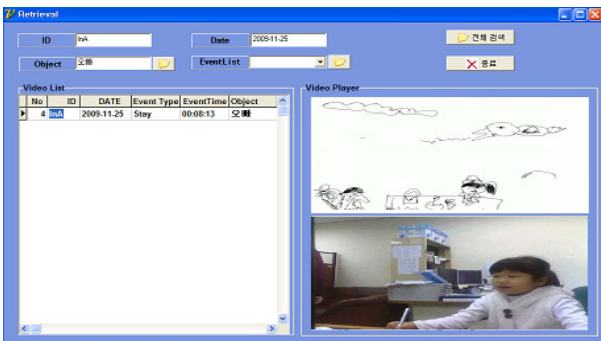 Retrieval
ID InA Date 2009-11-25 전체 검색
Object 오빠 EventList 종료
Video List Video Player
No ID DATE Event Type EventTime Object
4 InA 2009-11-25 Stay 00:08:13 오빠